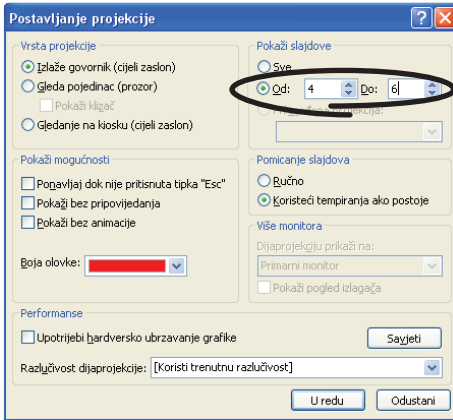 Postavljanje projekcije
Vrsta projekcije
Izlaže govornik (cijeli zaslon)
Gleda pojedinac (prozor)
Pokaži klizač
Gledanje na kiosku (cijeli zaslon)
Pokaži slajdove
Sve
Od: 4 Do: 6
projekcija:
Pokaži mogućnosti
Ponavljaj dok nije pritisnuta tipka "Esc"
Pokaži bez pripovijedanja
Pokaži bez animacije
Boja olovke:
Pomicanje slajdova
Ručno
Koristeći tempiranja ako postoje
Više monitora
Dijaprojekciju prikaži na:
Primarni monitor
Pokaži pogled izlagača
Performanse
Upotrijebi hardversko ubrzavanje grafike
Savjeti
Razlučivost dijaprojekcije: [Koristi trenutnu razlučivost]
U redu Odustani